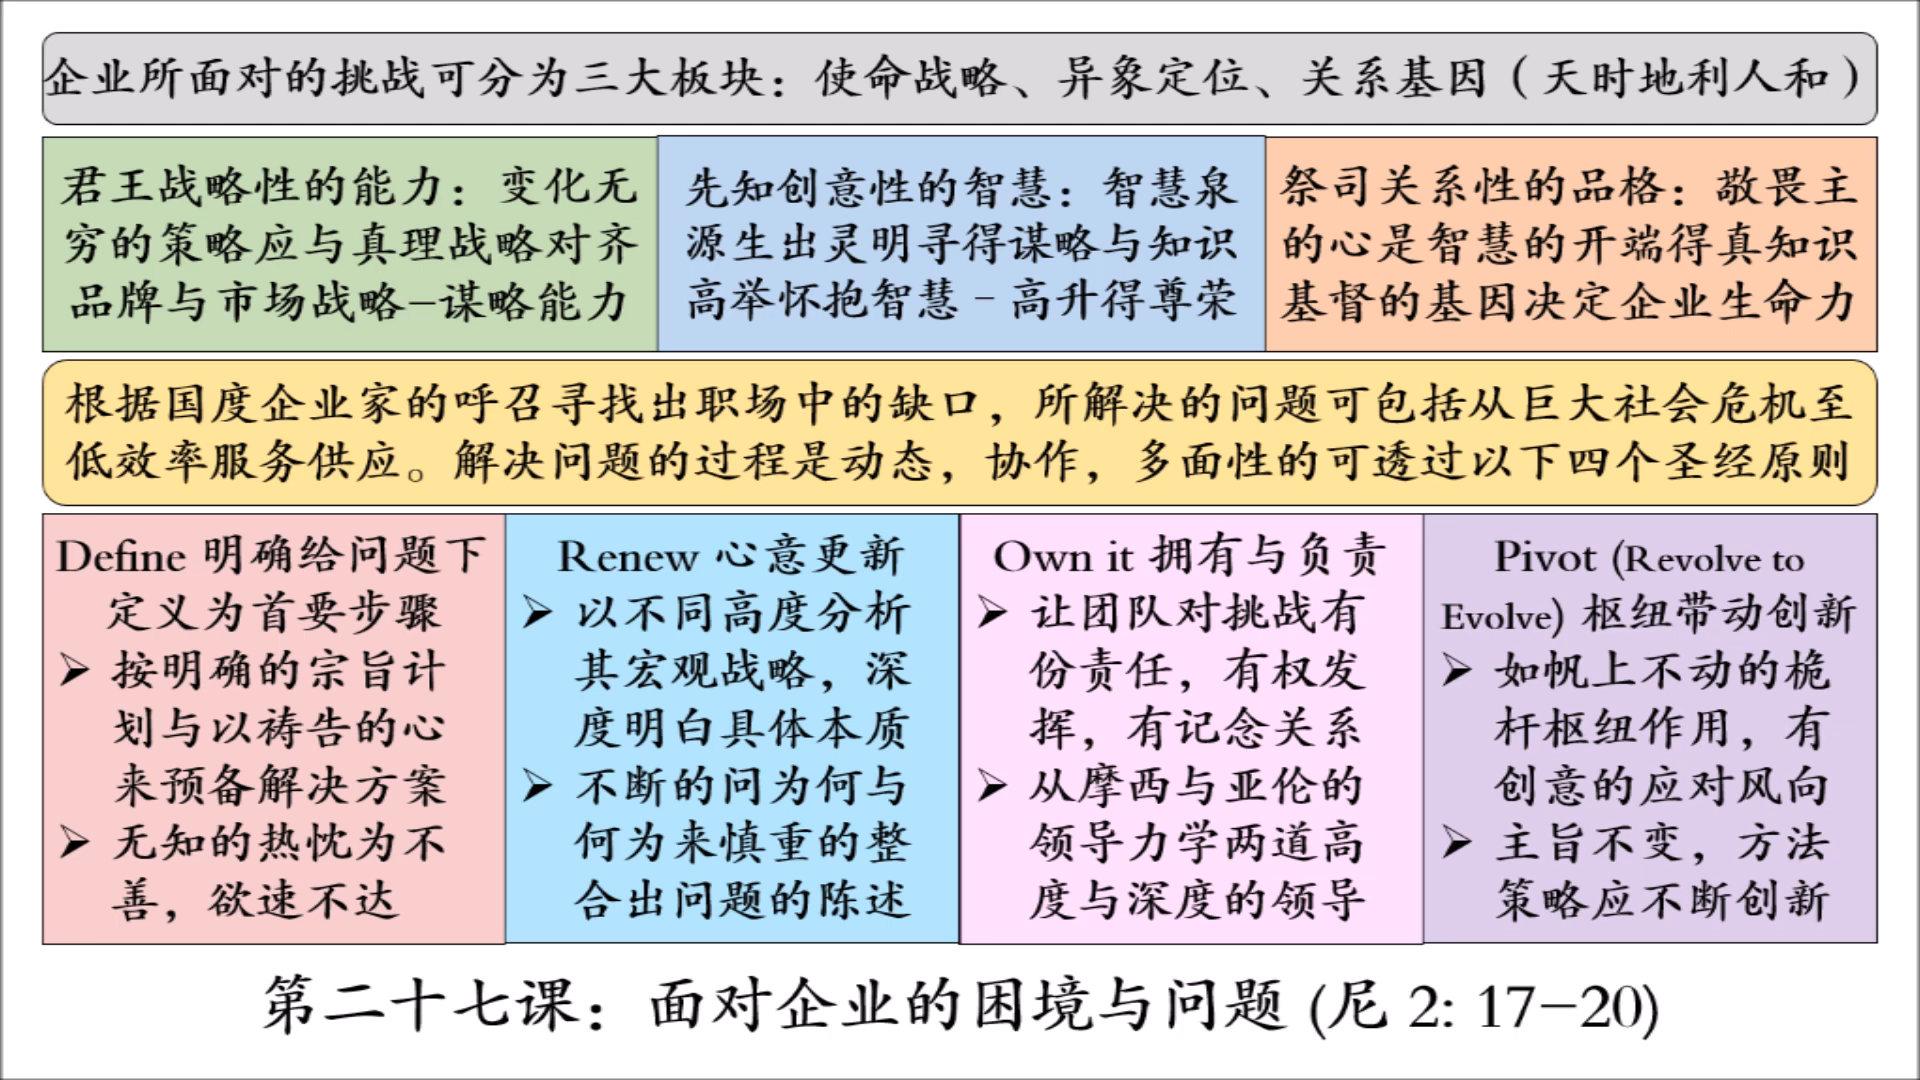 企业所面对的挑战可分为三大板块：使命战略、异象定位、关系基因（天时地利人和）
君王战略性的能力：变化无
穷的策略应与真理战略对齐
品牌与市场战略–谋略能力
先知创意性的智慧：智慧泉
源生出灵明寻得谋略与知识
高举怀抱智慧 - 高升得尊荣
祭司关系性的品格：敬畏主
的心是智慧的开端得真知识
基督的基因决定企业生命力
根据国度企业家的呼召寻找出职场中的缺口，所解决的问题可包括从巨大社会危机至
低效率服务供应。解决问题的过程是动态，协作，多面性的可透过以下四个圣经原则
Define 明确给问题下
定义为首要步骤
➢ 按明确的宗旨计
划与以祷告的心
来预备解决方案
➢ 无知的热忱为不
善，欲速不达
Renew 心意更新
➢ 以不同高度分析
其宏观战略，深
度明白具体本质
➢ 不断的问为何与
何为来慎重的整
合出问题的陈述
Own it 拥有与负责
➢ 让团队对挑战有
份责任，有权发
挥，有记念关系
➢ 从摩西与亚伦的
领导力学两道高
度与深度的领导
Pivot (Revolve to
Evolve) 枢纽带动创新
➢ 如帆上不动的桅
杆枢纽作用，有
创意的应对风向
➢ 主旨不变，方法
策略应不断创新
第二十七课：面对企业的困境与问题 (尼 2: 17–20)